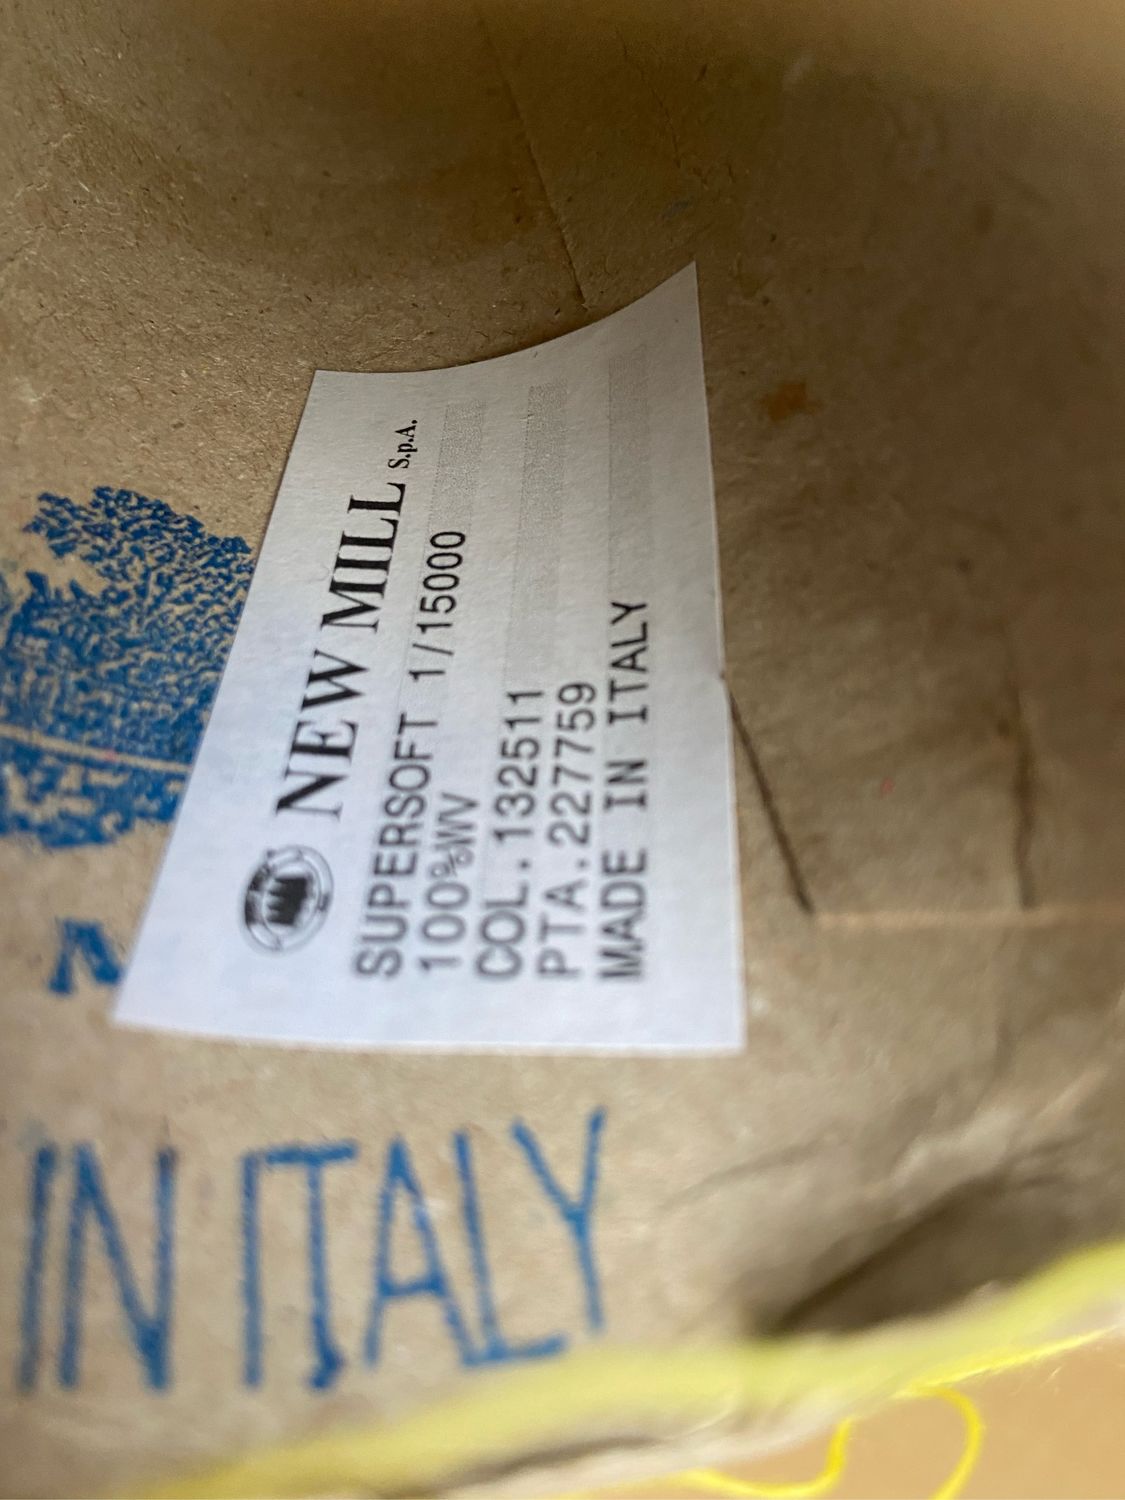 NEW MILL S.p.A.
SUPERSOFT 1/15000
100%WV
COL.132511
PTA.227759
MADE IN ITALY
IN ITALY